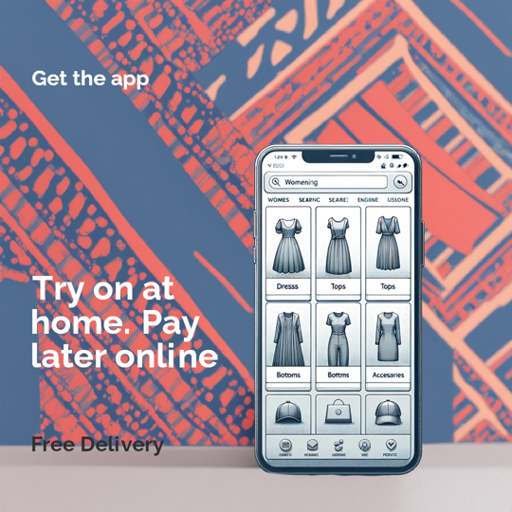 Get the app
Womening
WOMES SEARNC SEARE: ENGINE USSONE
Dresss Tops Tops
Try on at
home. Pay
later online
Bottoms Bottms Accesaries
Free Delivery